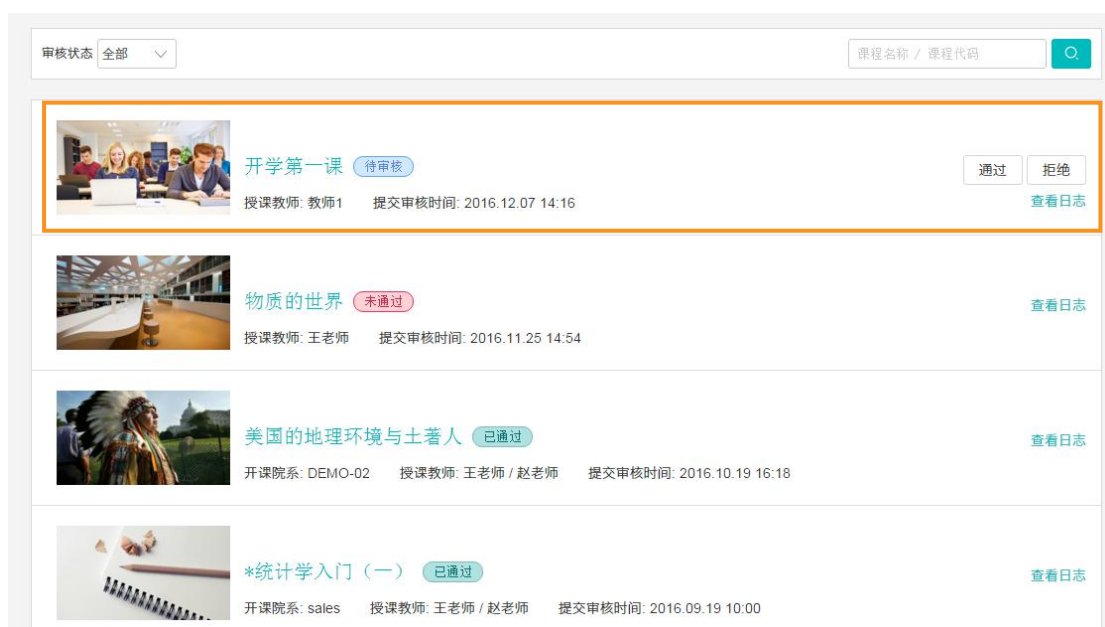 审核状态 全部 课程名称 / 课程代码
开学第一课 待审核 通过 拒绝
授课教师: 教师1 提交审核时间: 2016.12.07 14:16 查看日志
物质的世界 未通过 查看日志
授课教师: 王老师 提交审核时间: 2016.11.25 14:54
美国的地理环境与土著人 已通过 查看日志
开课院系: DEMO-02 授课教师: 王老师 / 赵老师 提交审核时间: 2016.10.19 16:18
*统计学入门（一） 已通过 查看日志
开课院系: sales 授课教师: 王老师 / 赵老师 提交审核时间: 2016.09.19 10:00